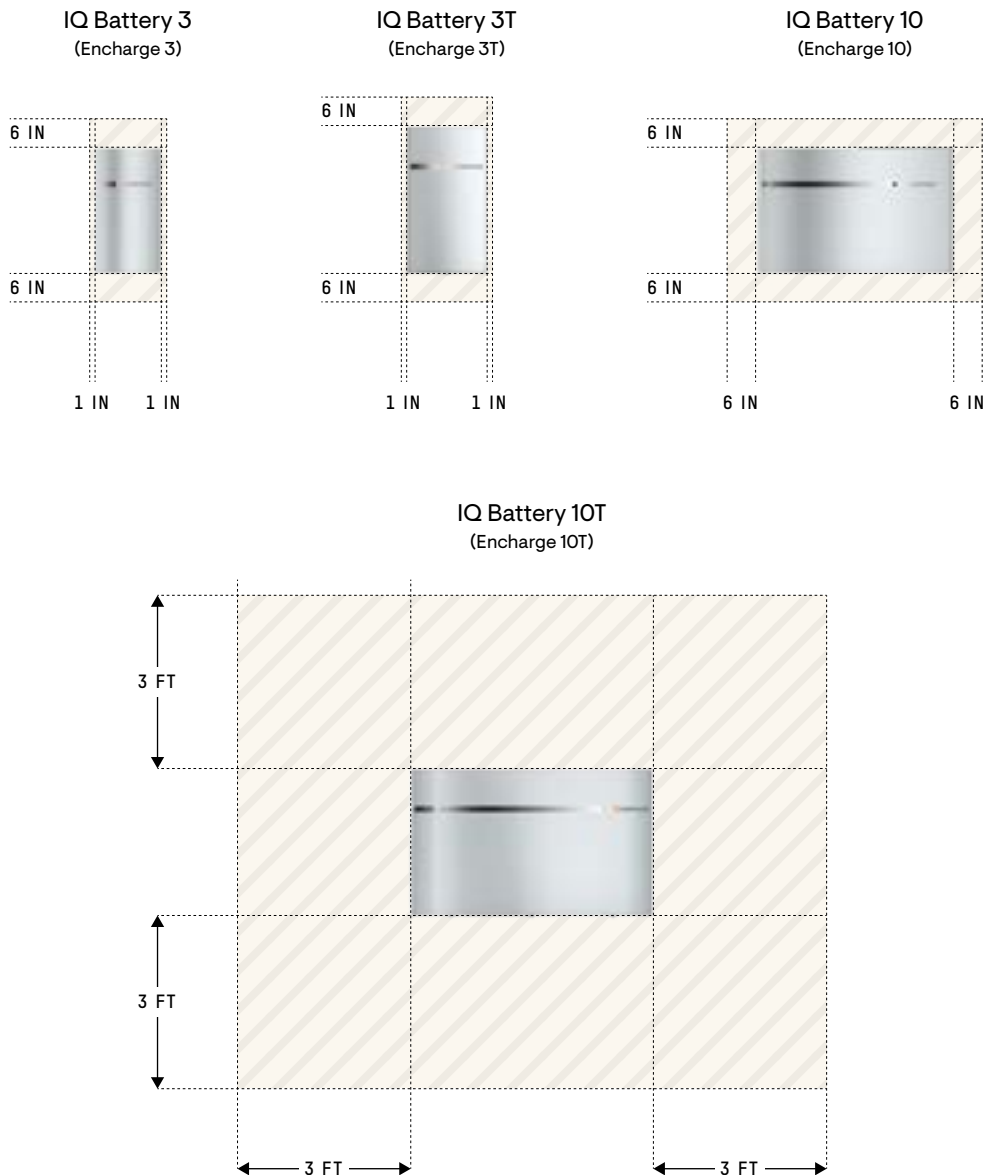 IQ Battery 3
(Encharge 3)
IQ Battery 3T
(Encharge 3T)
IQ Battery 10
(Encharge 10)
6 IN
6 IN
1 IN
1 IN
6 IN
6 IN
1 IN
1 IN
6 IN
6 IN
6 IN
6 IN
IQ Battery 10T
(Encharge 10T)
3 FT
3 FT
3 FT
3 FT